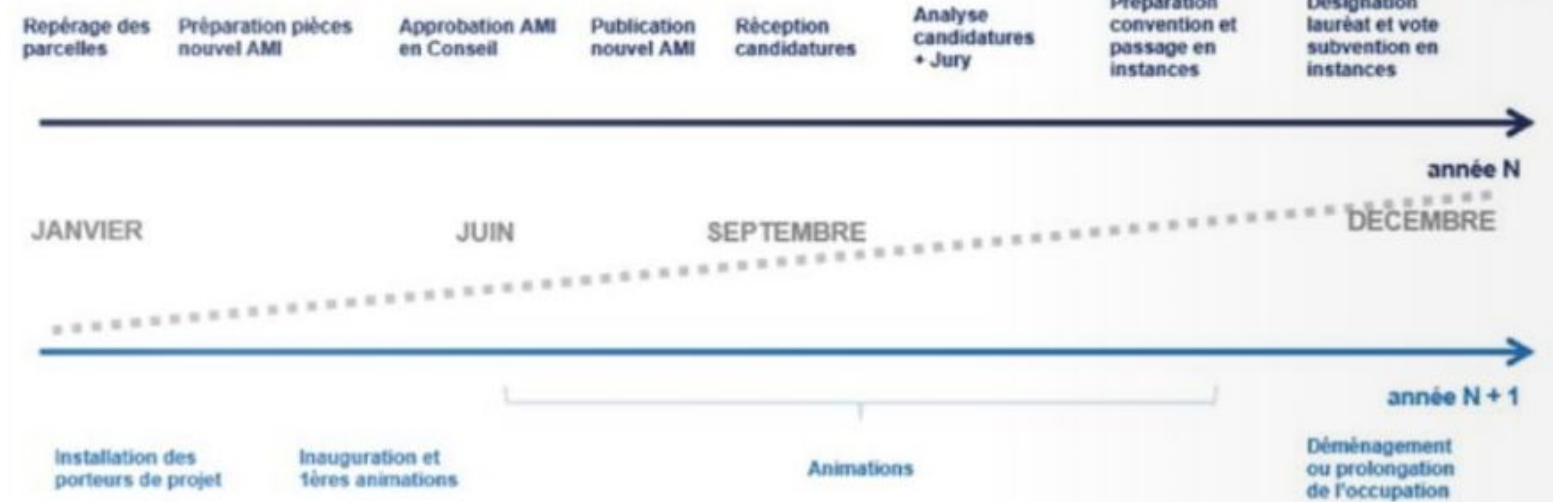 Repérage des
parcelles
Préparation pièces
nouvel AMI
Approbation AMI
en Conseil
Publication
nouvel AMI
Réception
candidatures
Analyse
candidatures
+ Jury
Préparation
convention et
passage en
instances
Désignation
lauréat et vote
subvention en
instances
année N
JANVIER
JUIN
SEPTEMBRE
DECEMBRE
année N + 1
Installation des
porteurs de projet
Inauguration et
1ères animations
Animations
Déménagement
ou prolongation
de l'occupation